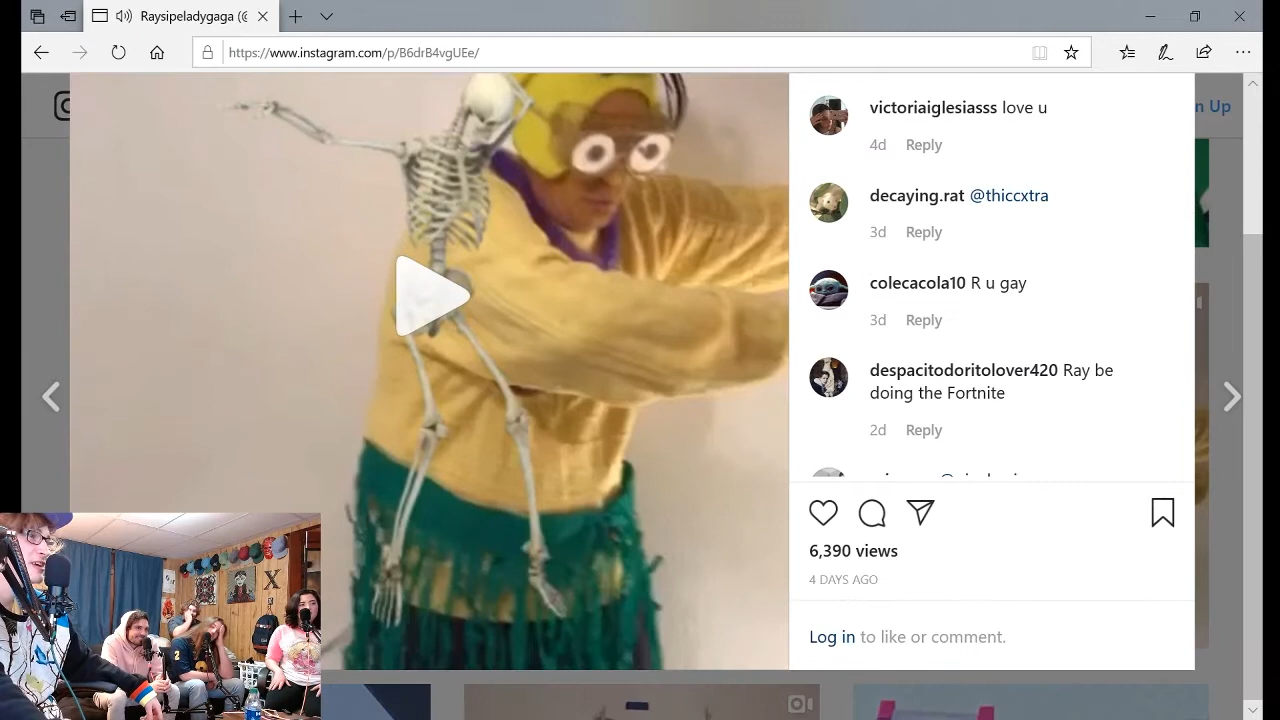 Raysipeladygaga (@
https://www.instagram.com/p/B6drB4vgUEe/
n Up
victoriaiglesiasss love u
4d Reply
decaying.rat @thiccxtra
3d Reply
colecacola10 R u gay
3d Reply
despacitodoritolover420 Ray be
doing the Fortnite
2d Reply
6,390 views
4 DAYS AGO
Log in to like or comment.
X